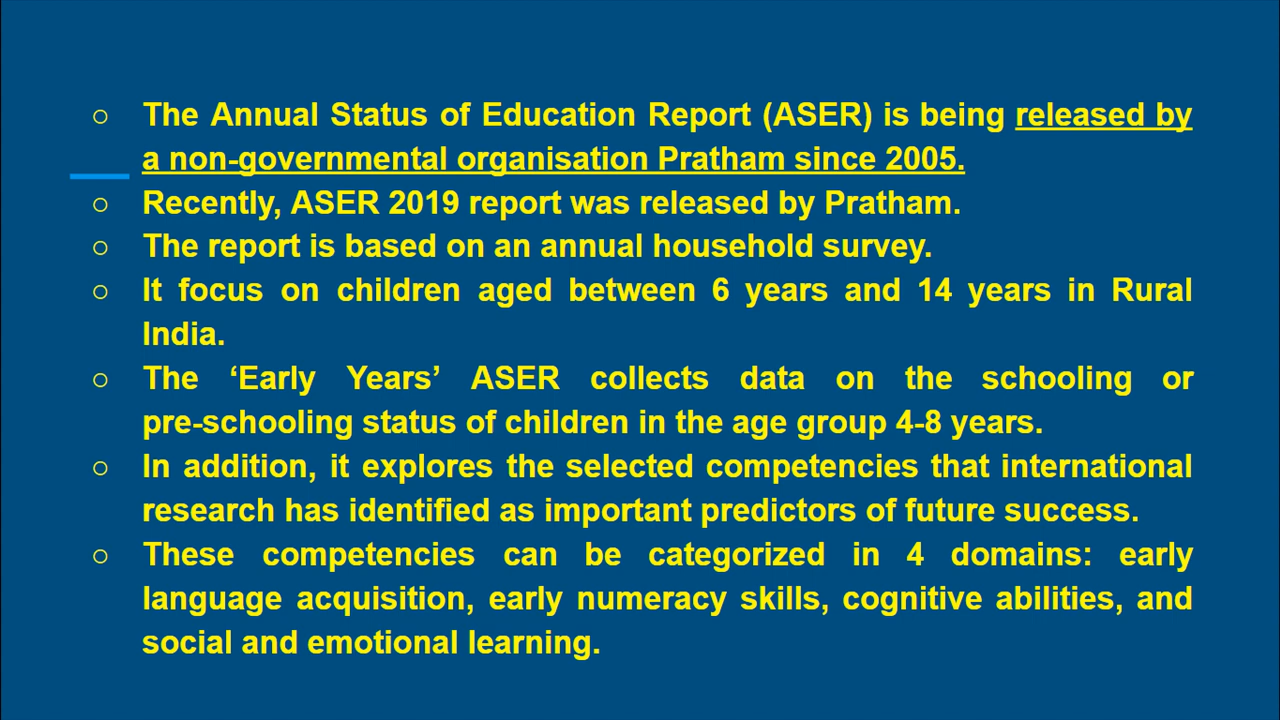 ○ The Annual Status of Education Report (ASER) is being released by
a non-governmental organisation Pratham since 2005.
○ Recently, ASER 2019 report was released by Pratham.
○ The report is based on an annual household survey.
○ It focus on children aged between 6 years and 14 years in Rural
India.
○ The ‘Early Years’ ASER collects data on the schooling or
pre-schooling status of children in the age group 4-8 years.
○ In addition, it explores the selected competencies that international
research has identified as important predictors of future success.
○ These competencies can be categorized in 4 domains: early
language acquisition, early numeracy skills, cognitive abilities, and
social and emotional learning.